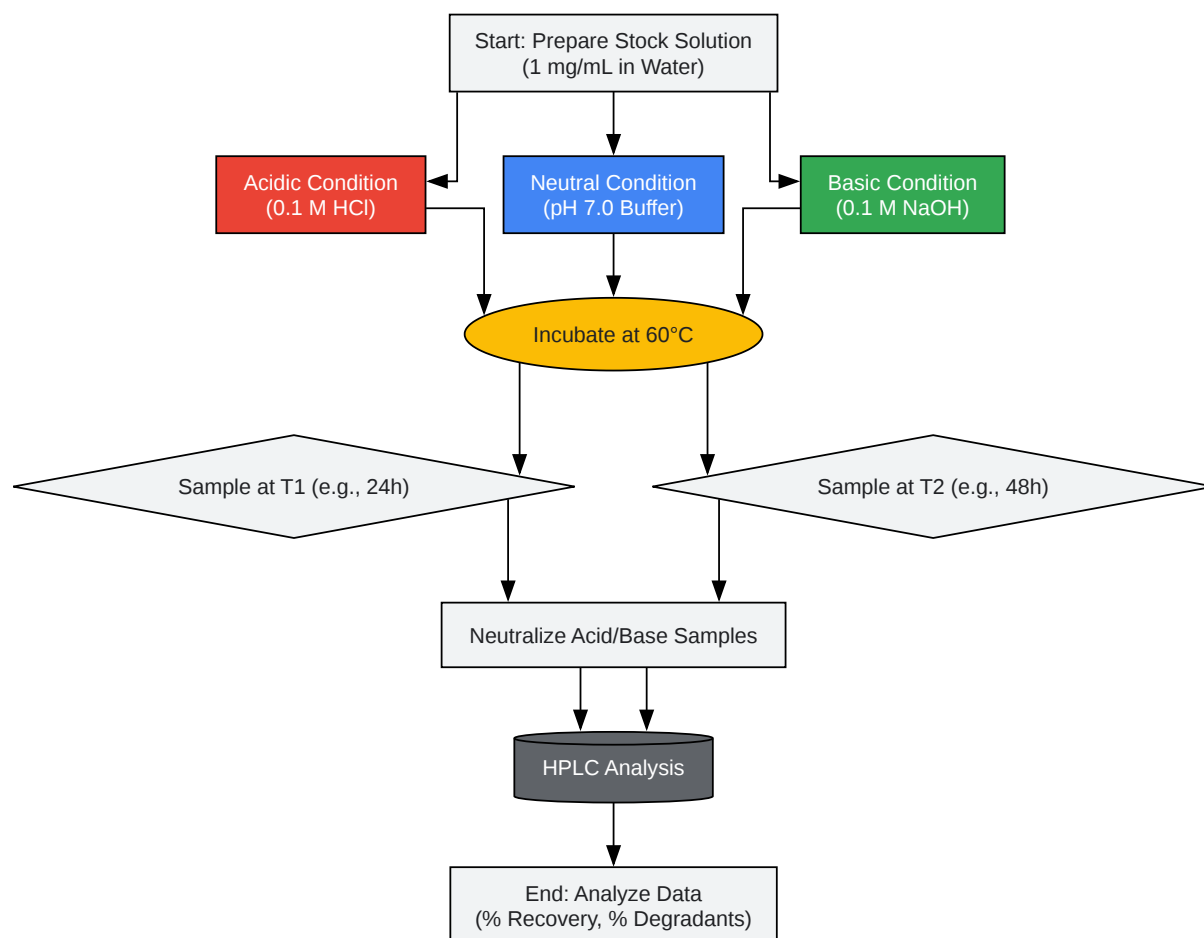 Start: Prepare Stock Solution
(1 mg/mL in Water)
Acidic Condition
(0.1 M HCl)
Neutral Condition
(pH 7.0 Buffer)
Basic Condition
(0.1 M NaOH)
Incubate at 60°C
Sample at T1 (e.g., 24h)
Sample at T2 (e.g., 48h)
Neutralize Acid/Base Samples
HPLC Analysis
End: Analyze Data
(% Recovery, % Degradants)